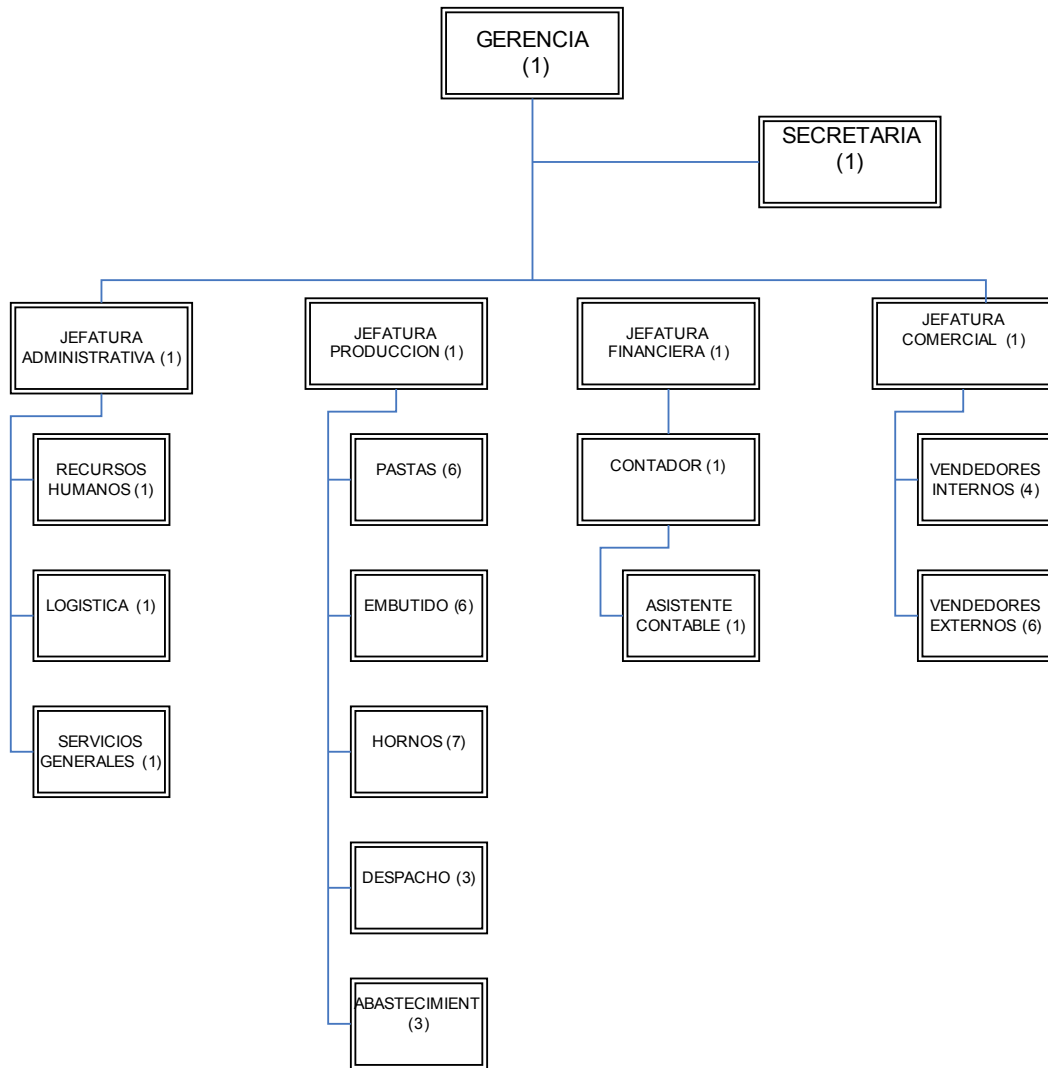 GERENCIA
(1)
SECRETARIA
(1)
JEFATURA
ADMINISTRATIVA (1)
JEFATURA
PRODUCCION (1)
JEFATURA
FINANCIERA (1)
JEFATURA
COMERCIAL (1)
RECURSOS
HUMANOS (1)
PASTAS (6)
CONTADOR (1)
VENDEDORES
INTERNOS (4)
LOGISTICA (1)
EMBUTIDO (6)
ASISTENTE
CONTABLE (1)
VENDEDORES
EXTERNOS (6)
SERVICIOS
GENERALES (1)
HORNOS (7)
DESPACHO (3)
ABASTECIMIENT
(3)